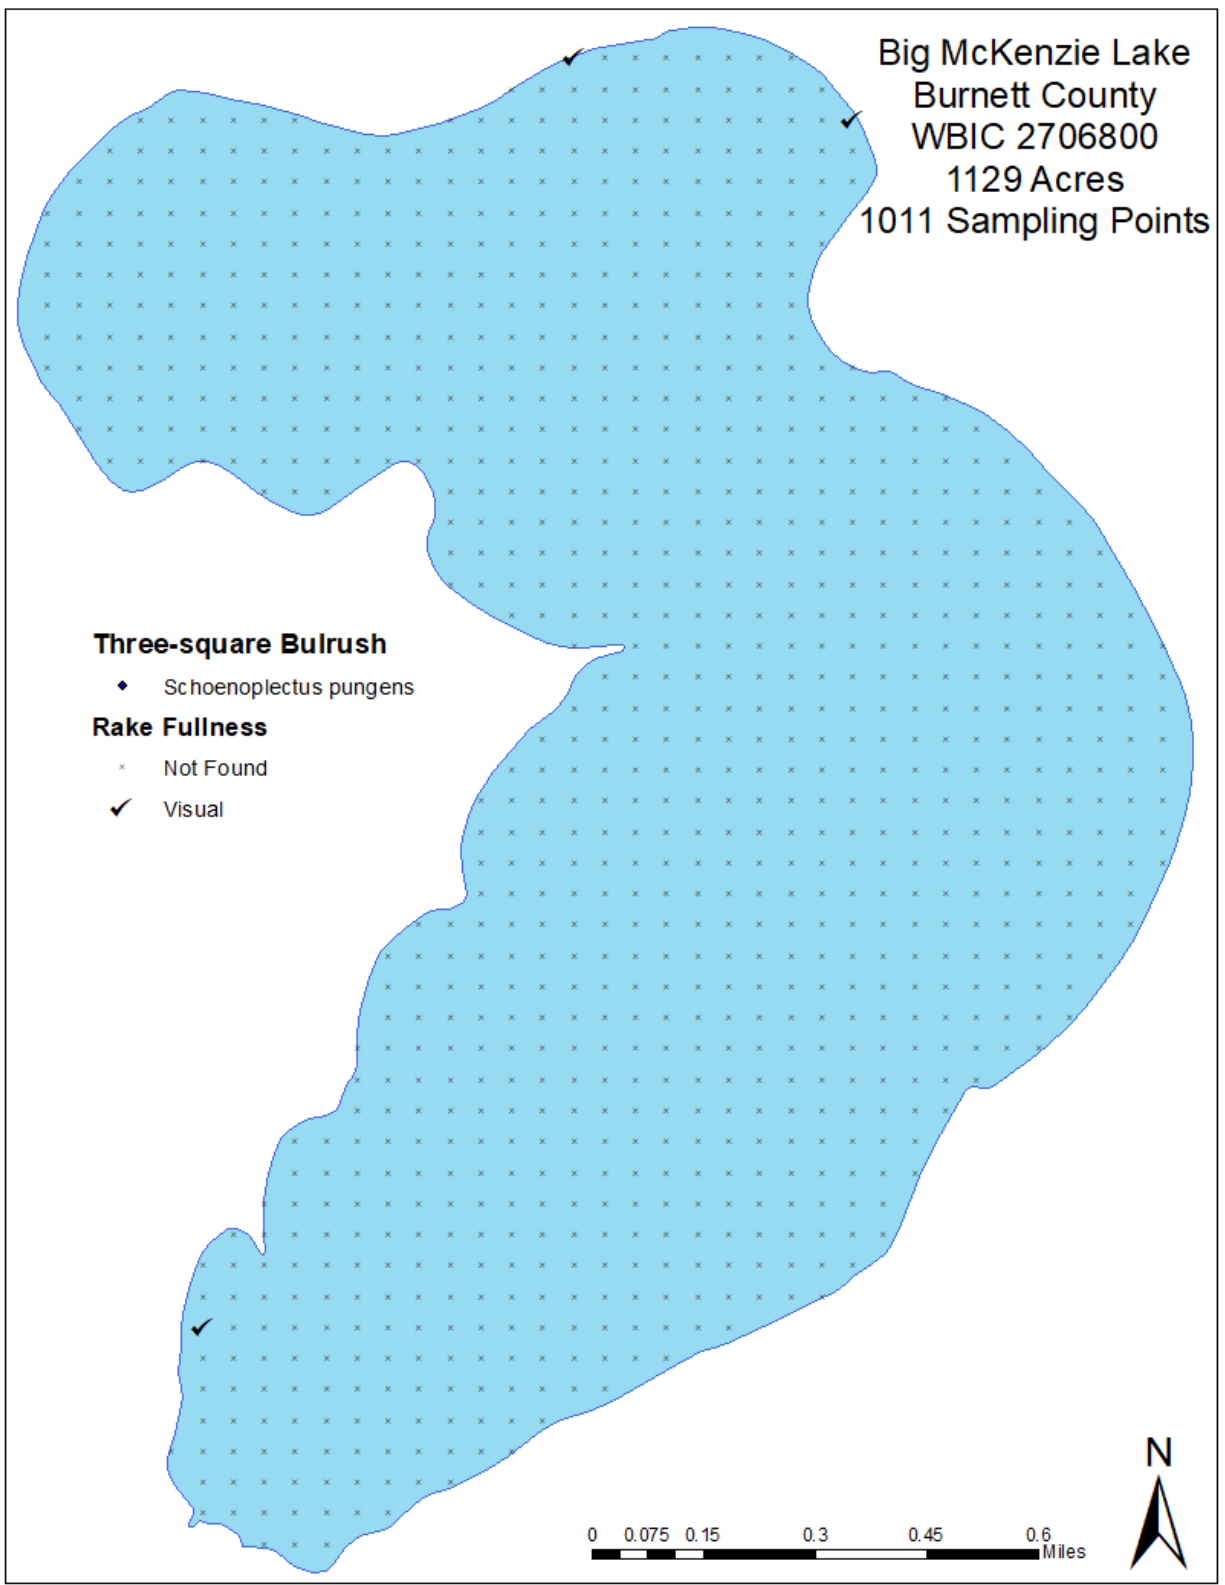 Big McKenzie Lake
Burnett County
WBIC 2706800
1129 Acres
1011 Sampling Points
Three-square Bulrush
Schoenoplectus pungens
Rake Fullness
Not Found
Visual
N
0 0.075 0.15 0.3 0.45 0.6
Miles